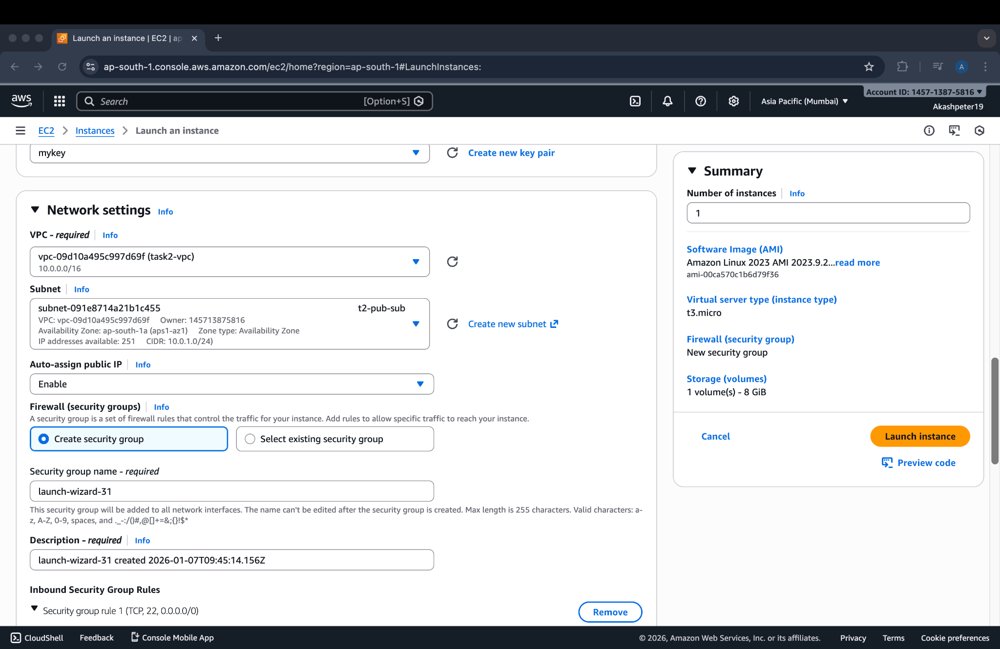 Launch an instance | EC2 | ap
ap-south-1.console.aws.amazon.com/ec2/home?region=ap-south-1#LaunchInstances:
A
aws
Search
[Option+S]
Asia Pacific (Mumbai)
Account ID: 1457-1387-5816
Akashpeter19
EC2
Instances
Launch an instance
mykey
Create new key pair
Network settings Info
VPC - required Info
vpc-09d10a495c997d69f (task2-vpc)
10.0.0.0/16
Subnet Info
subnet-091e8714a21b1c455 t2-pub-sub
VPC: vpc-09d10a495c997d69f Owner: 145713875816
Availability Zone: ap-south-1a (aps1-az1) Zone type: Availability Zone
IP addresses available: 251 CIDR: 10.0.1.0/24)
Create new subnet
Auto-assign public IP Info
Enable
Firewall (security groups) Info
A security group is a set of firewall rules that control the traffic for your instance. Add rules to allow specific traffic to reach your instance.
Create security group
Select existing security group
Security group name - required
launch-wizard-31
This security group will be added to all network interfaces. The name can't be edited after the security group is created. Max length is 255 characters. Valid characters: a-
z, A-Z, 0-9, spaces, and ._-:/()#,@[]+=&;{}!$*
Description - required Info
launch-wizard-31 created 2026-01-07T09:45:14.156Z
Inbound Security Group Rules
Security group rule 1 (TCP, 22, 0.0.0.0/0)
Remove
Summary
Number of instances Info
1
Software Image (AMI)
Amazon Linux 2023 AMI 2023.9.2...read more
ami-00ca570c1b6d79f36
Virtual server type (instance type)
t3.micro
Firewall (security group)
New security group
Storage (volumes)
1 volume(s) - 8 GiB
Cancel
Launch instance
Preview code
CloudShell
Feedback
Console Mobile App
© 2026, Amazon Web Services, Inc. or its affiliates.
Privacy
Terms
Cookie preferences